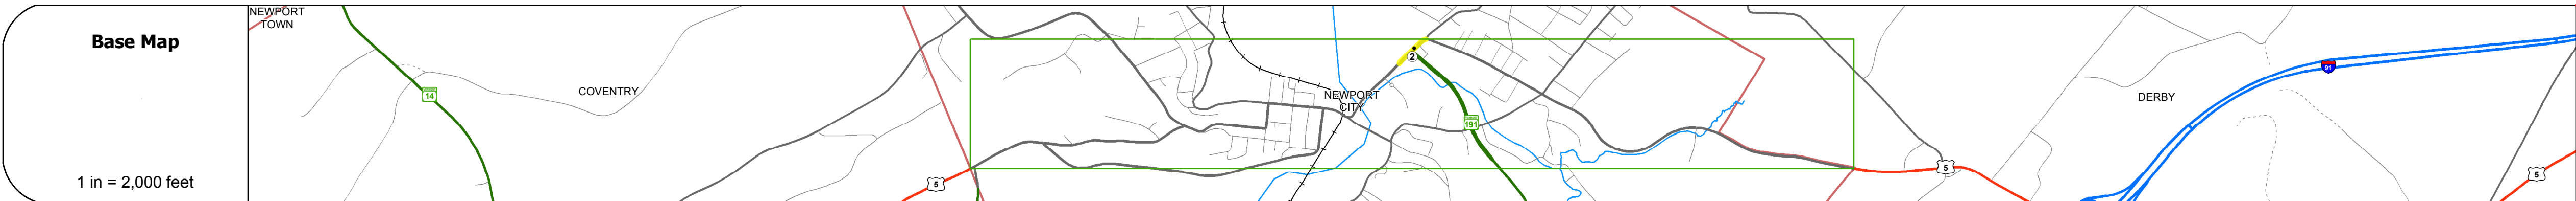 Base Map
1 in = 2,000 feet
NEWPORT
TOWN
14
COVENTRY
5
NEWPORT
CITY
2
191
5
DERBY
91
5